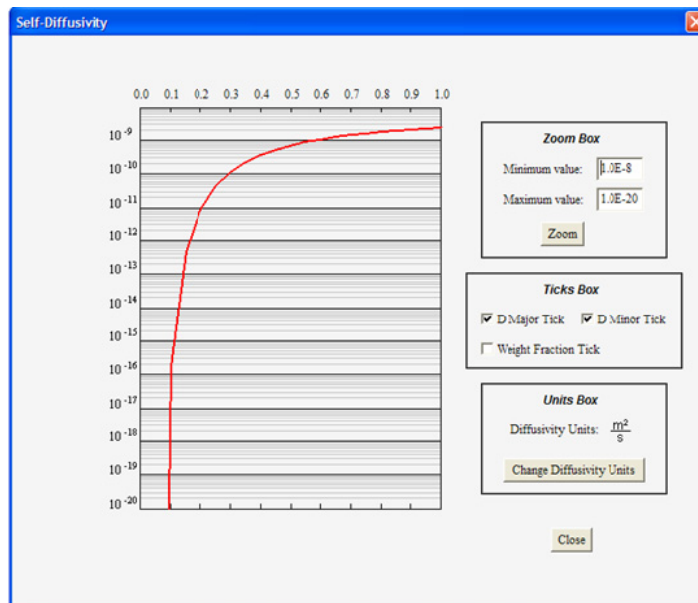 Self-Diffusivity
0.0 0.1 0.2 0.3 0.4 0.5 0.6 0.7 0.8 0.9 1.0
10⁻⁹
10⁻¹⁰
10⁻¹¹
10⁻¹²
10⁻¹³
10⁻¹⁴
10⁻¹⁵
10⁻¹⁶
10⁻¹⁷
10⁻¹⁸
10⁻¹⁹
10⁻²⁰
Zoom Box
Minimum value: 1.0E-8
Maximum value: 1.0E-20
Zoom
Ticks Box
D Major Tick D Minor Tick
Weight Fraction Tick
Units Box
Diffusivity Units: m²/s
Change Diffusivity Units
Close